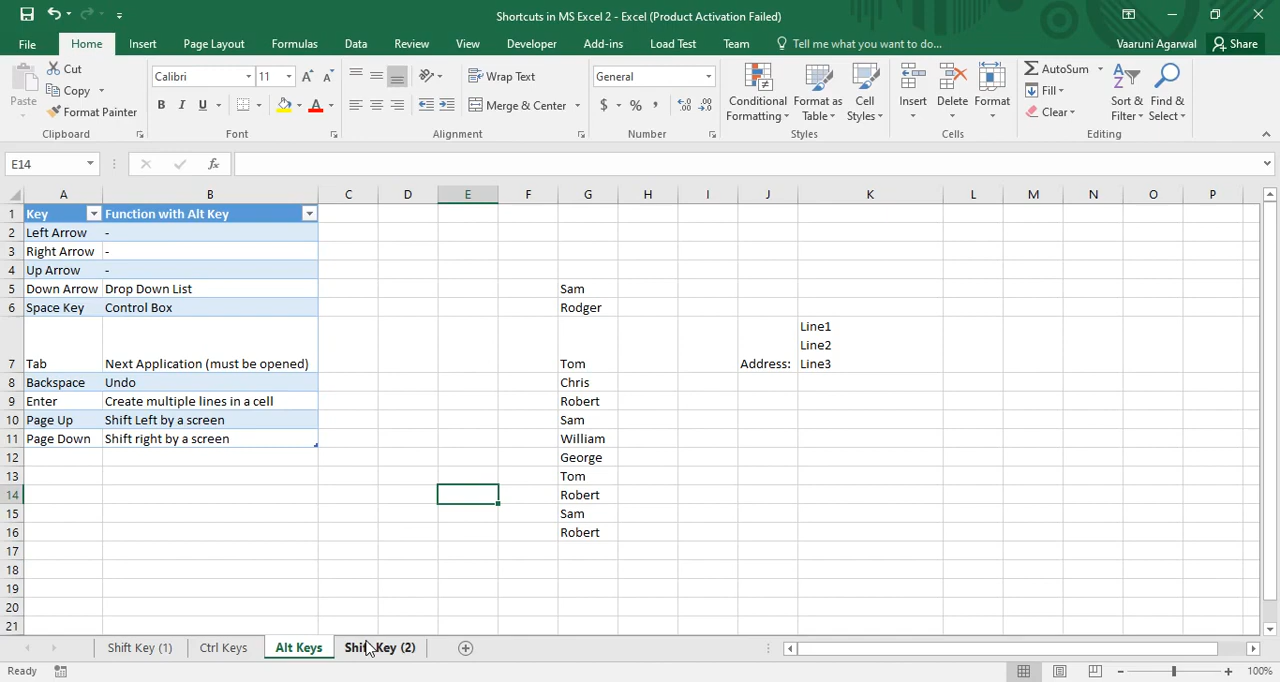 Shortcuts in MS Excel 2 - Excel (Product Activation Failed)
File Home Insert Page Layout Formulas Data Review View Developer Add-ins Load Test Team Tell me what you want to do... Vaaruni Agarwal Share
Paste
Cut
Copy
Format Painter
Clipboard
Calibri 11
B I U
Font
Wrap Text
Merge & Center
Alignment
General
$ % ,
Number
Conditional Formatting
Format as Table
Cell Styles
Styles
Insert Delete Format
Cells
AutoSum
Fill
Clear
Sort & Filter
Find & Select
Editing
E14 fx
A B C D E F G H I J K L M N O P
1 Key Function with Alt Key
2 Left Arrow -
3 Right Arrow -
4 Up Arrow -
5 Down Arrow Drop Down List Sam
6 Space Key Control Box Rodger
Line1
Line2
7 Tab Next Application (must be opened) Tom Address: Line3
8 Backspace Undo Chris
9 Enter Create multiple lines in a cell Robert
10 Page Up Shift Left by a screen Sam
11 Page Down Shift right by a screen William
12 George
13 Tom
14 Robert
15 Sam
16 Robert
17
18
19
20
21
Shift Key (1) Ctrl Keys Alt Keys Shift Key (2)
Ready 100%